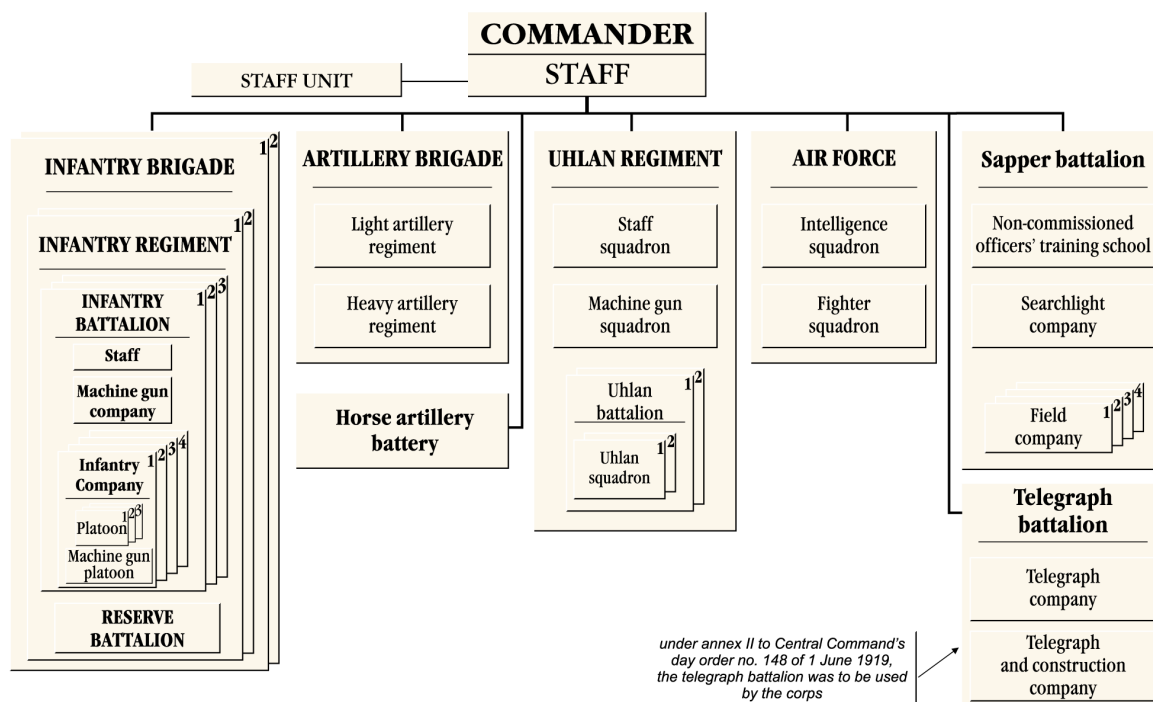 COMMANDER
STAFF
STAFF UNIT
INFANTRY BRIGADE
1 2
INFANTRY REGIMENT
1 2
INFANTRY
BATTALION
1 2 3
Staff
Machine gun
company
Infantry
Company
1 2 3 4
Platoon
1 2 3
Machine gun
platoon
RESERVE
BATTALION
ARTILLERY BRIGADE
Light artillery
regiment
Heavy artillery
regiment
Horse artillery
battery
UHLAN REGIMENT
Staff
squadron
Machine gun
squadron
Uhlan
battalion
1 2
Uhlan
squadron
1 2
AIR FORCE
Intelligence
squadron
Fighter
squadron
Sapper battalion
Non-commissioned
officers’ training school
Searchlight
company
Field
company
1 2 3 4
Telegraph
battalion
Telegraph
company
Telegraph
and construction
company
under annex II to Central Command’s
day order no. 148 of 1 June 1919,
the telegraph battalion was to be used
by the corps